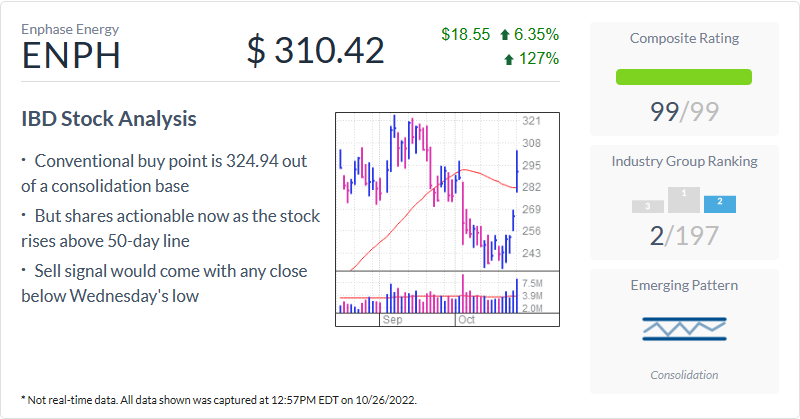 Enphase Energy
ENPH
$ 310.42
$18.55 6.35%
127%
IBD Stock Analysis
· Conventional buy point is 324.94 out
of a consolidation base
· But shares actionable now as the stock
rises above 50-day line
· Sell signal would come with any close
below Wednesday's low
321
308
295
282
269
256
243
7.5M
3.9M
2.0M
Sep Oct
Composite Rating
99/99
Industry Group Ranking
3 1 2
2/197
Emerging Pattern
Consolidation
* Not real-time data. All data shown was captured at 12:57PM EDT on 10/26/2022.